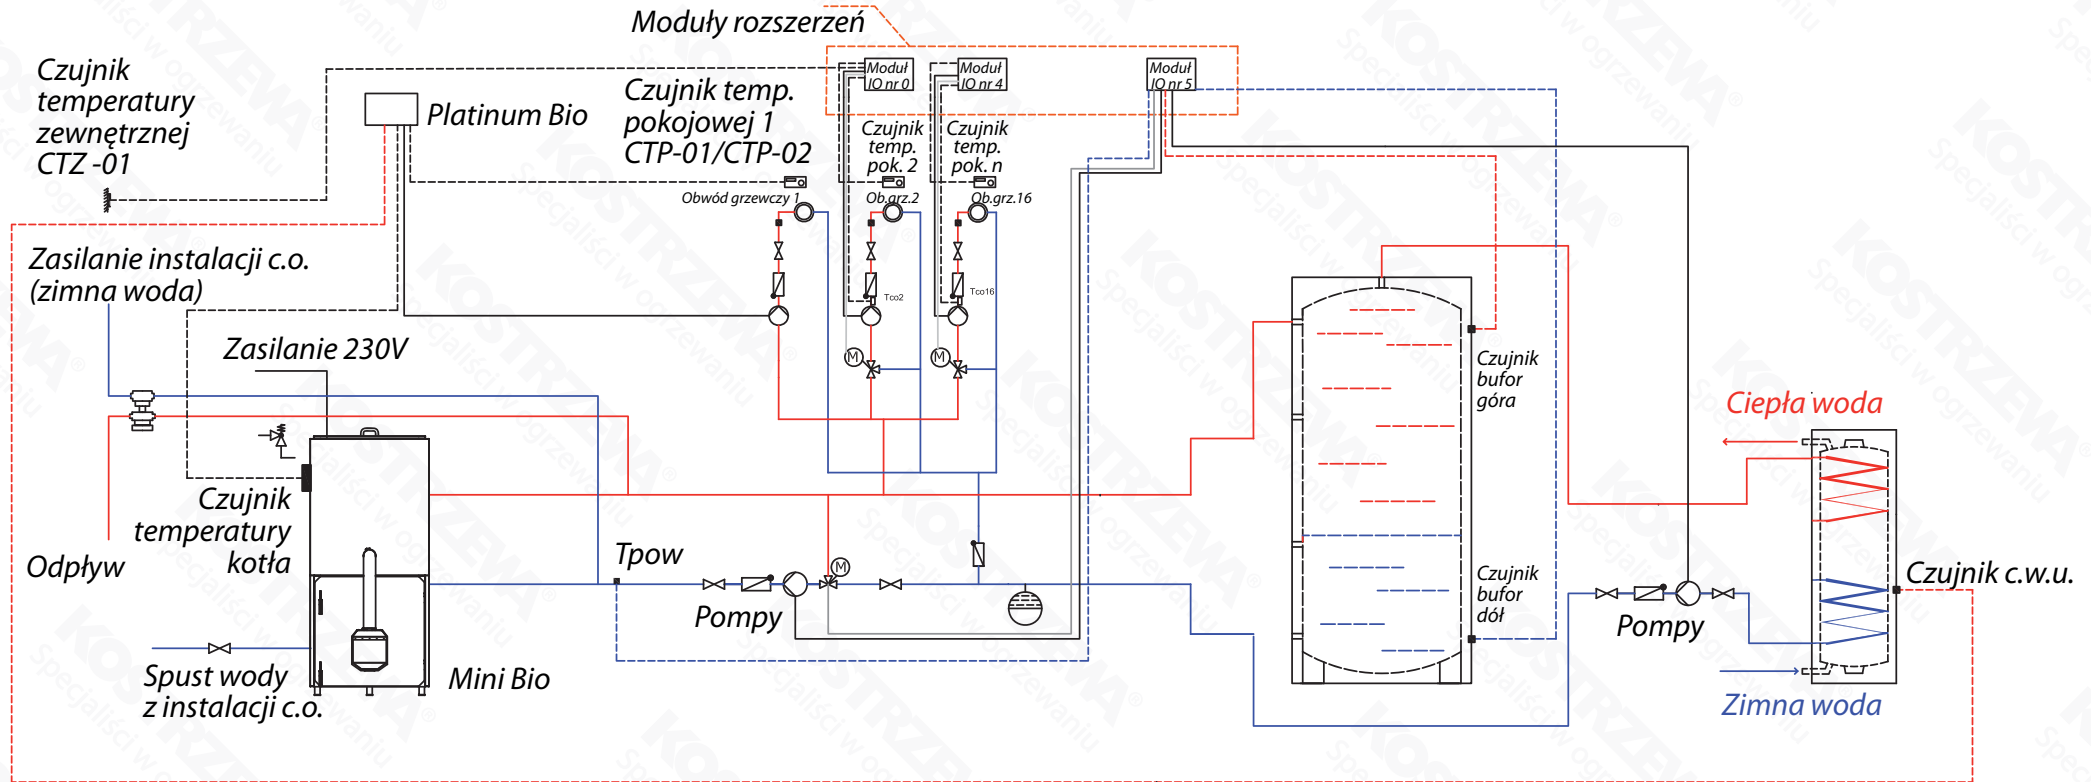 Moduły rozszerzeń
Czujnik
temperatury
zewnętrznej
CTZ -01
Platinum Bio
Czujnik temp.
pokojowej 1
CTP-01/CTP-02
Moduł
IO nr 0
Moduł
IO nr 4
Moduł
IO nr 5
Czujnik
temp.
pok. 2
Czujnik
temp.
pok. n
Obwód grzewczy 1
Ob.grz.2
Ob.grz.16
Zasilanie instalacji c.o.
(zimna woda)
Tco2
Tco16
Zasilanie 230V
M
M
Czujnik
bufor
góra
Ciepła woda
Czujnik
temperatury
kotła
Odpływ
Tpow
M
Pompy
Czujnik
bufor
dół
Czujnik c.w.u.
Pompy
Spust wody
z instalacji c.o.
Mini Bio
Zimna woda
KOSTRZEWA®
Specjaliści w ogrzewaniu